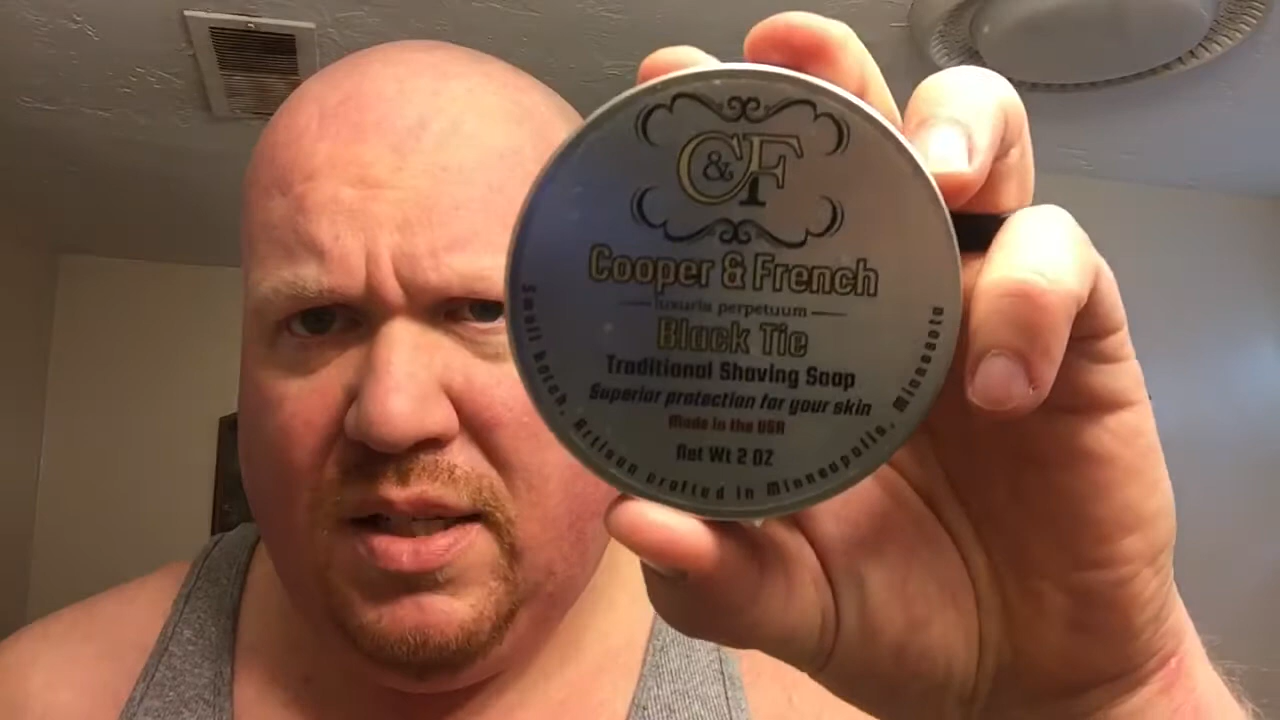 C&F
Cooper & French
luxuria perpetuum
Black Tie
Traditional Shaving Soap
Superior protection for your skin
Made in the USA
Net Wt 2 OZ
Small batch, Artisan crafted in Minneapolis, Minnesota